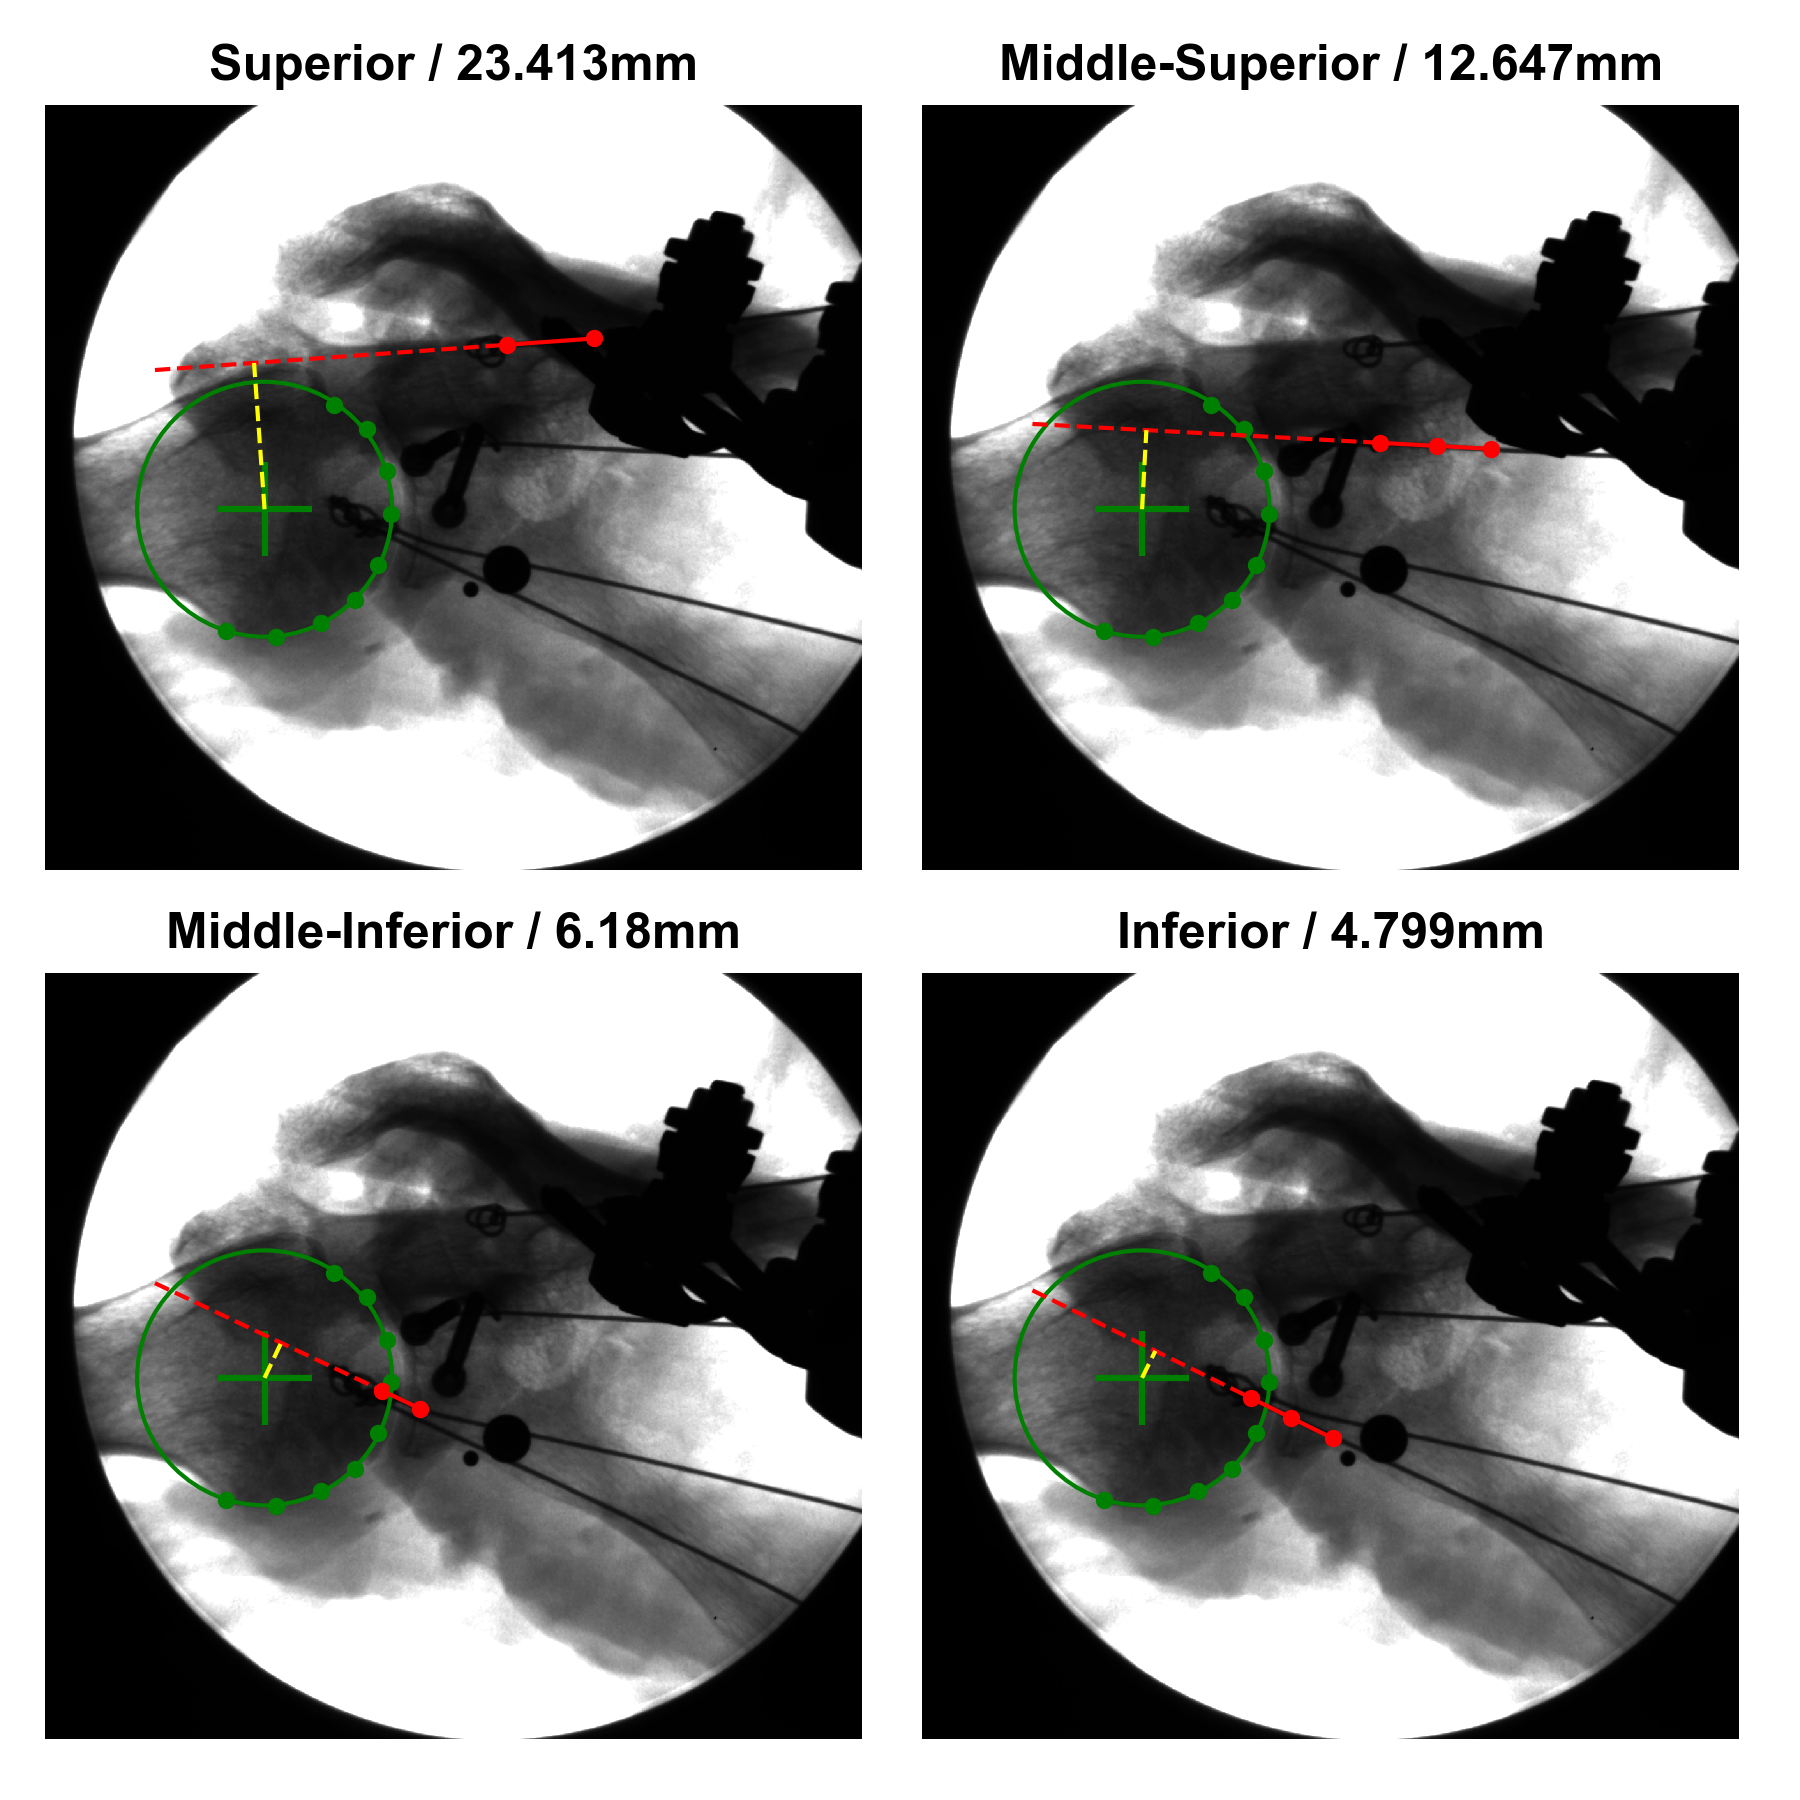 Superior / 23.413mm
Middle-Superior / 12.647mm
Middle-Inferior / 6.18mm
Inferior / 4.799mm